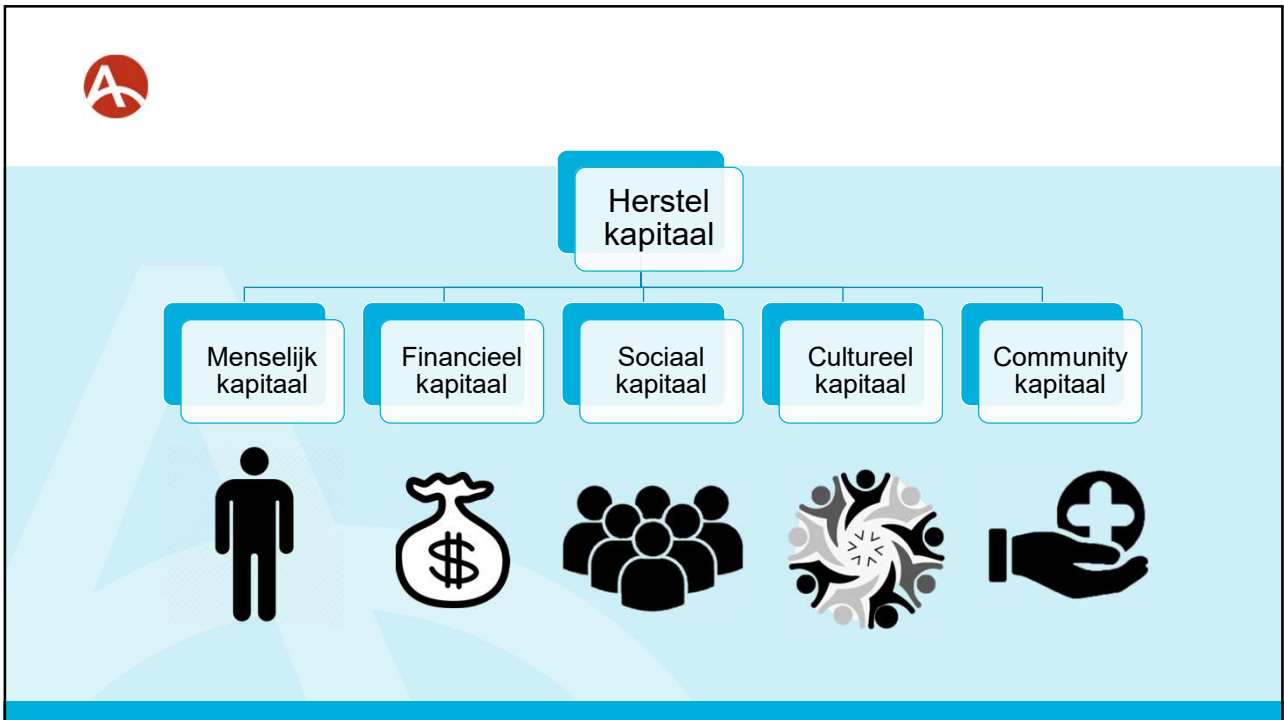 Herstel
kapitaal
Menselijk
kapitaal
Financieel
kapitaal
Sociaal
kapitaal
Cultureel
kapitaal
Community
kapitaal
$